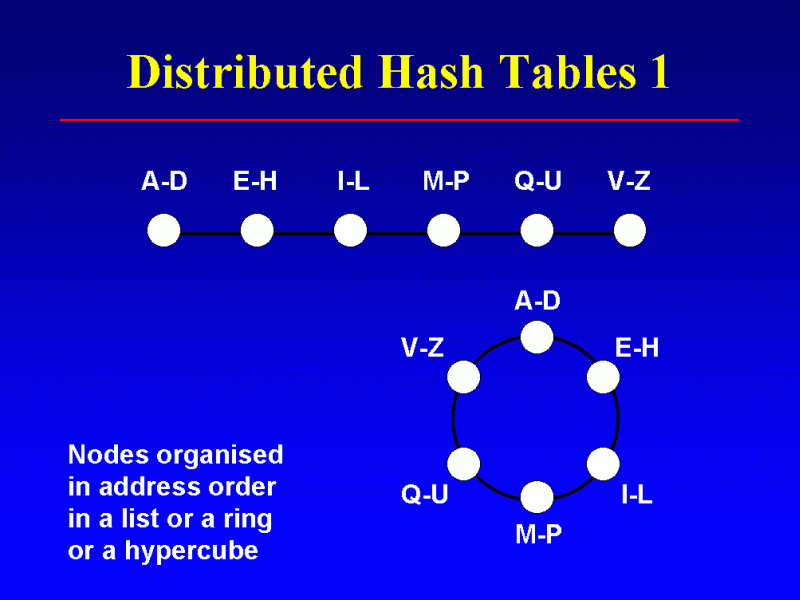 Distributed Hash Tables 1
A-D E-H I-L M-P Q-U V-Z
A-D
V-Z E-H
Q-U I-L
M-P
Nodes organised
in address order
in a list or a ring
or a hypercube